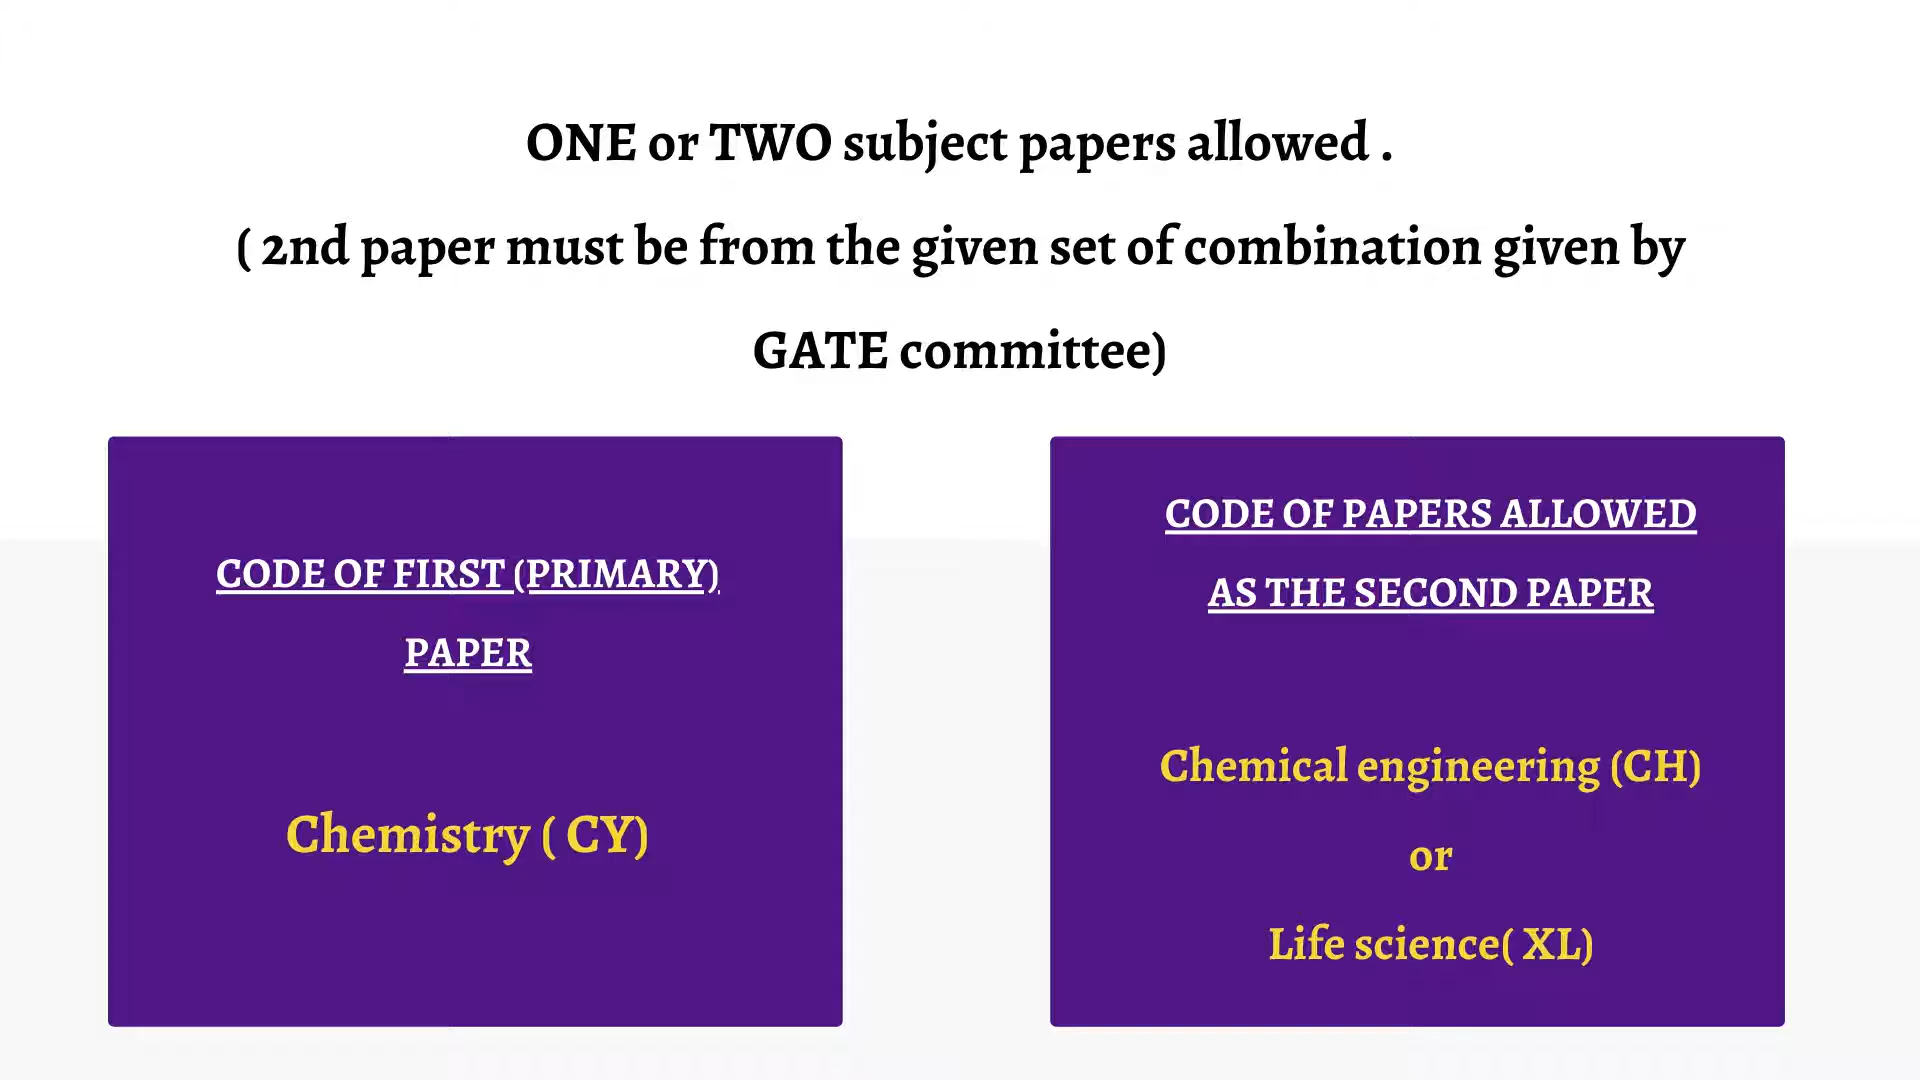 ONE or TWO subject papers allowed .
( 2nd paper must be from the given set of combination given by
GATE committee)
CODE OF FIRST (PRIMARY)
PAPER
Chemistry ( CY)
CODE OF PAPERS ALLOWED
AS THE SECOND PAPER
Chemical engineering (CH)
or
Life science( XL)